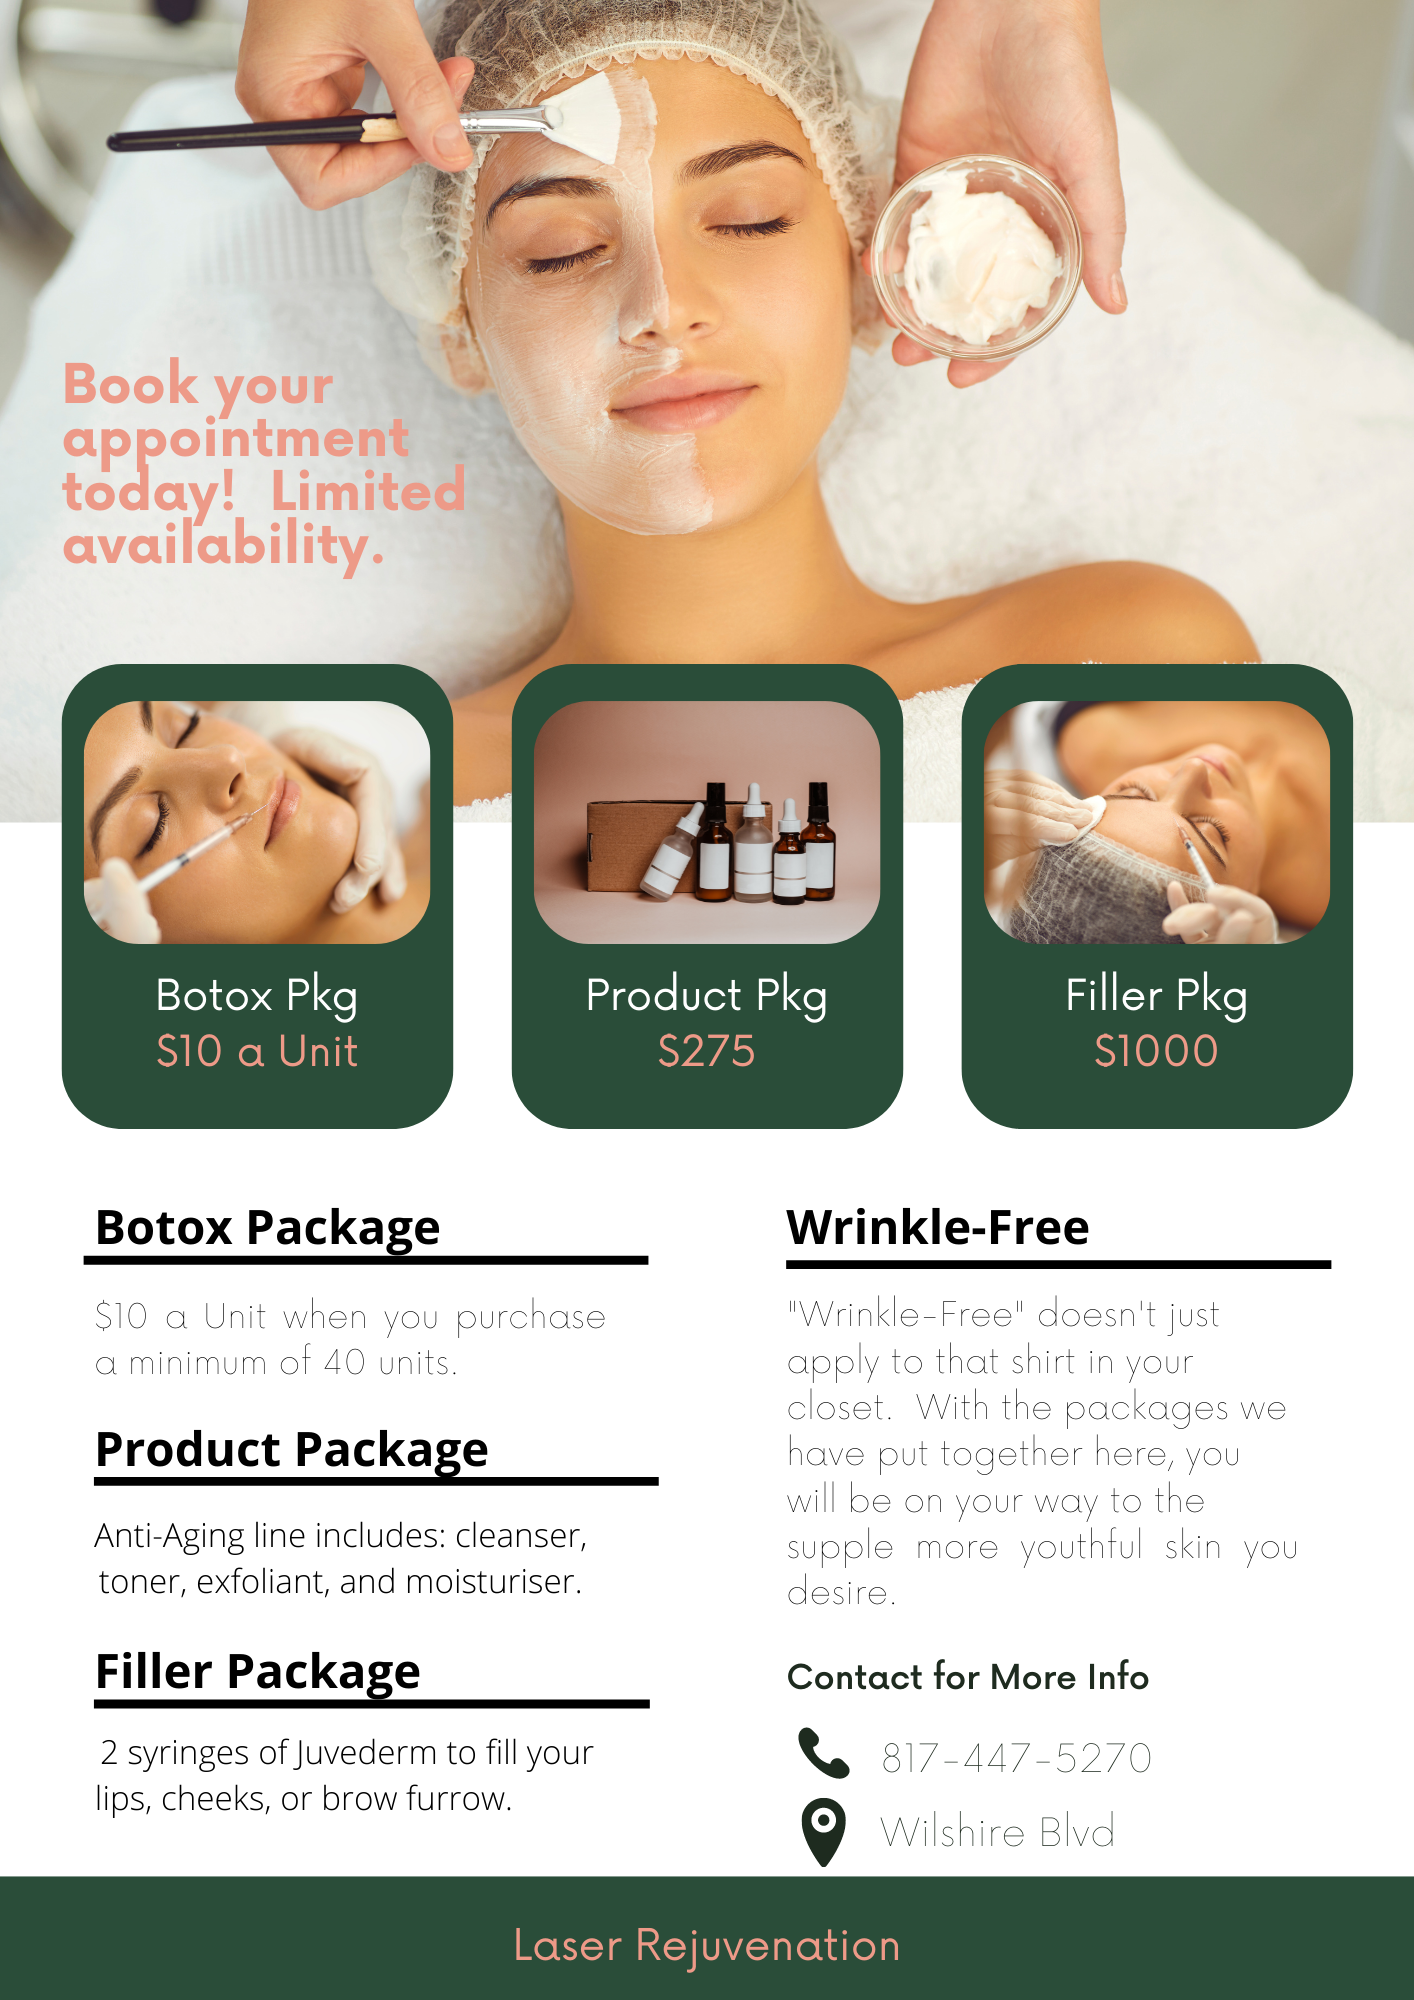 Book your
appointment
today!  Limited
availability.
Botox Pkg
$10 a Unit
Product Pkg
$275
Filler Pkg
$1000
Botox Package
$10 a Unit when you purchase
a minimum of 40 units.
Product Package
Anti-Aging line includes: cleanser,
toner, exfoliant, and moisturiser.
Filler Package
2 syringes of Juvederm to fill your
lips, cheeks, or brow furrow.
Wrinkle-Free
"Wrinkle-Free" doesn't just
apply to that shirt in your
closet.  With the packages we
have put together here, you
will be on your way to the
supple more youthful skin you
desire.
Contact for More Info
817-447-5270
Wilshire Blvd
Laser Rejuvenation